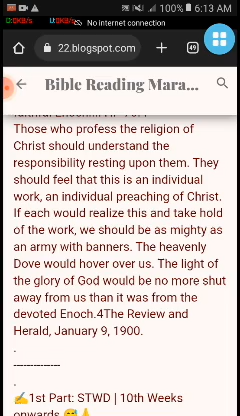 100% 6:13 AM
U:0KB/s
D:0KB/s No internet connection
22.blogspot.com 49
Bible Reading Mara...
Those who profess the religion of
Christ should understand the
responsibility resting upon them. They
should feel that this is an individual
work, an individual preaching of Christ.
If each would realize this and take hold
of the work, we should be as mighty as
an army with banners. The heavenly
Dove would hover over us. The light of
the glory of God would be no more shut
away from us than it was from the
devoted Enoch.4The Review and
Herald, January 9, 1900.
.
---------------
.
✍1st Part: STWD | 10th Weeks
onwards 😅🙏